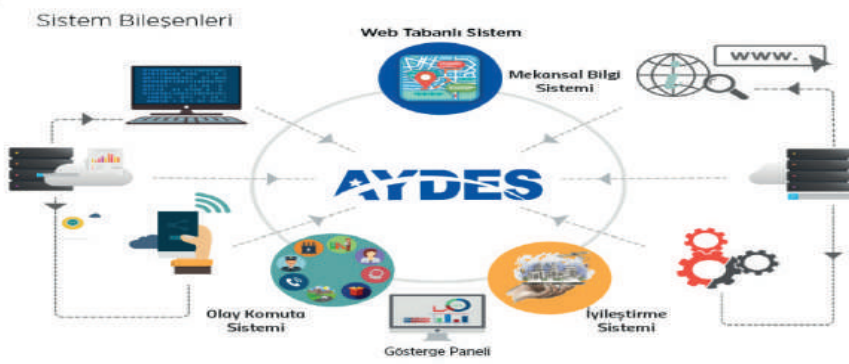 Sistem Bileşenleri
Web Tabanlı Sistem
www.
Mekansal Bilgi
Sistemi
AYDES
Olay Komuta
Sistemi
İyileştirme
Sistemi
Gösterge Paneli